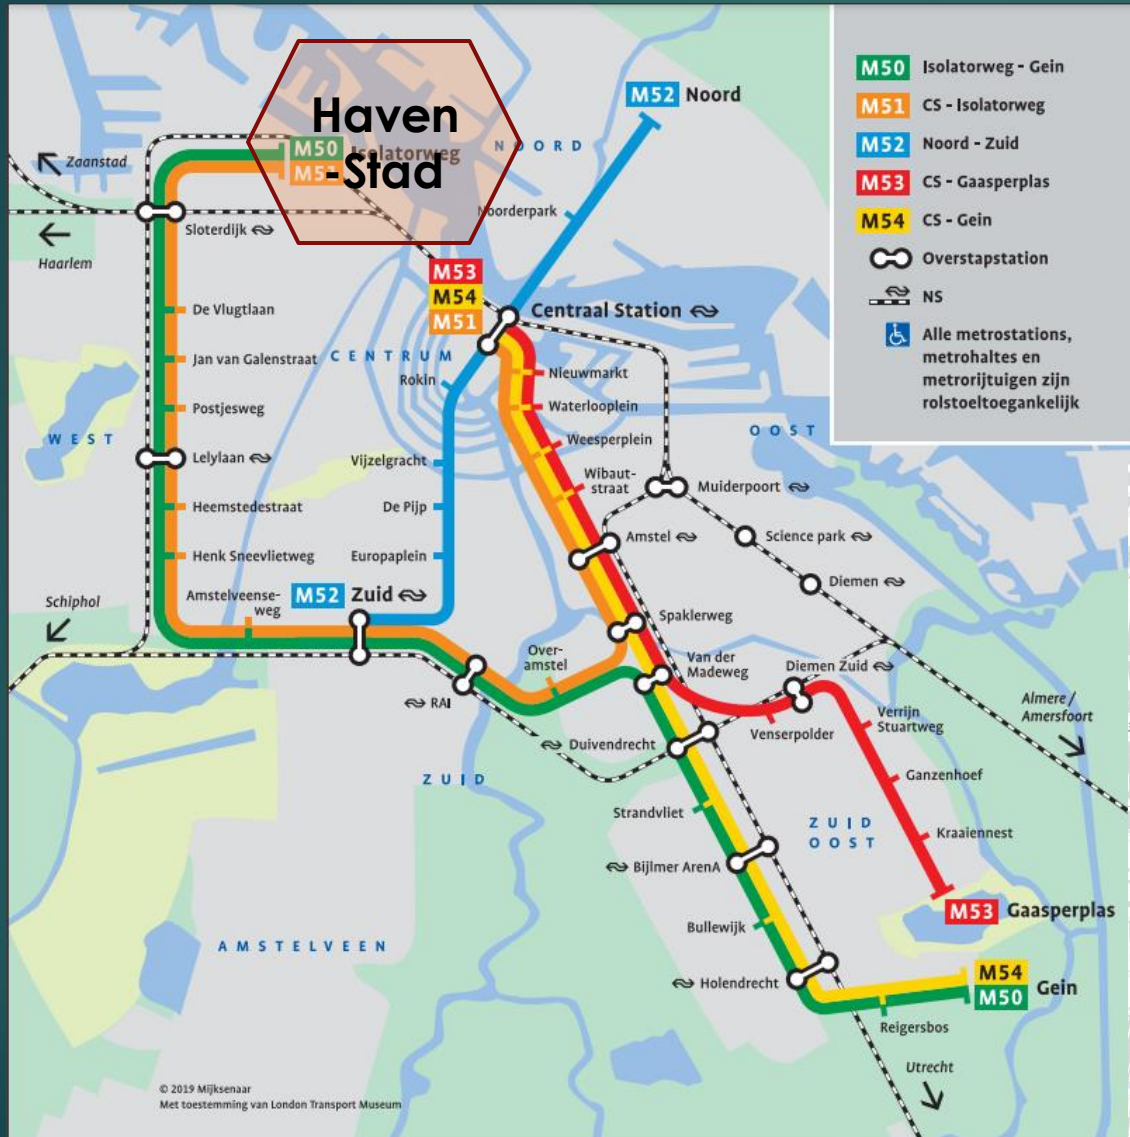 Haven
-Stad
M50
Isolatorweg
M51
M52 Noord
NOORD
Zaanstad
Noorderpark
Sloterdijk
Haarlem
M53
M54
M51
Centraal Station
De Vlugtlaan
Jan van Galenstraat
CENTRUM
Rokin
Nieuwmarkt
Postjesweg
Waterlooplein
WEST
Weesperplein
OOST
Lelylaan
Vijzelgracht
Wibaut-
straat
Muiderpoort
Heemstedestraat
De Pijp
Amstel
Science park
Henk Sneevlietweg
Europaplein
Diemen
Schiphol
Amstelveense-
weg
M52 Zuid
Spaklerweg
Over-
amstel
Van der
Madeweg
Diemen Zuid
RAI
Almere /
Amersfoort
Verrijn
Stuartweg
Duivendrecht
Venserpolder
ZUID
Ganzenhoef
Strandvliet
ZUID
OOST
Kraaiennest
Bijlmer ArenA
M53 Gaasperplas
Bullewijk
AMSTELVEEN
Holendrecht
M54
M50
Gein
Reigersbos
Utrecht
© 2019 Mijksenaar
Met toestemming van London Transport Museum
M50 Isolatorweg - Gein
M51 CS - Isolatorweg
M52 Noord - Zuid
M53 CS - Gaasperplas
M54 CS - Gein
Overstapstation
NS
Alle metrostations,
metrohaltes en
metrorijtuigen zijn
rolstoeltoegankelijk